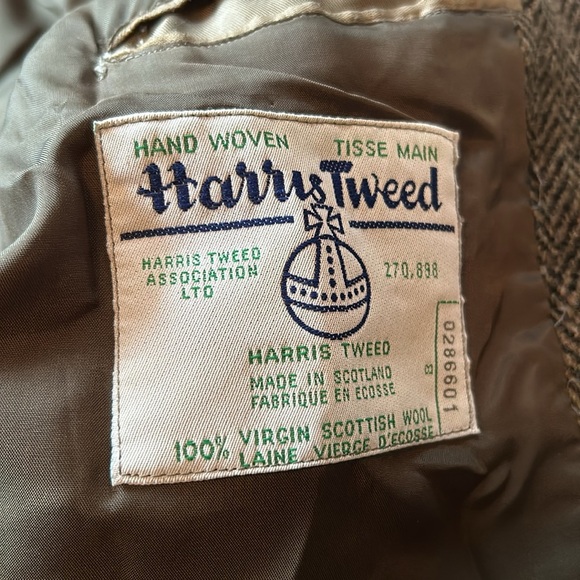 HAND WOVEN TISSE MAIN
Harris Tweed
HARRIS TWEED
ASSOCIATION
LTD
270,898
HARRIS TWEED
MADE IN SCOTLAND
FABRIQUE EN ECOSSE
8
0286601
100% VIRGIN SCOTTISH WOOL
LAINE VIERGE D'ECOSSE